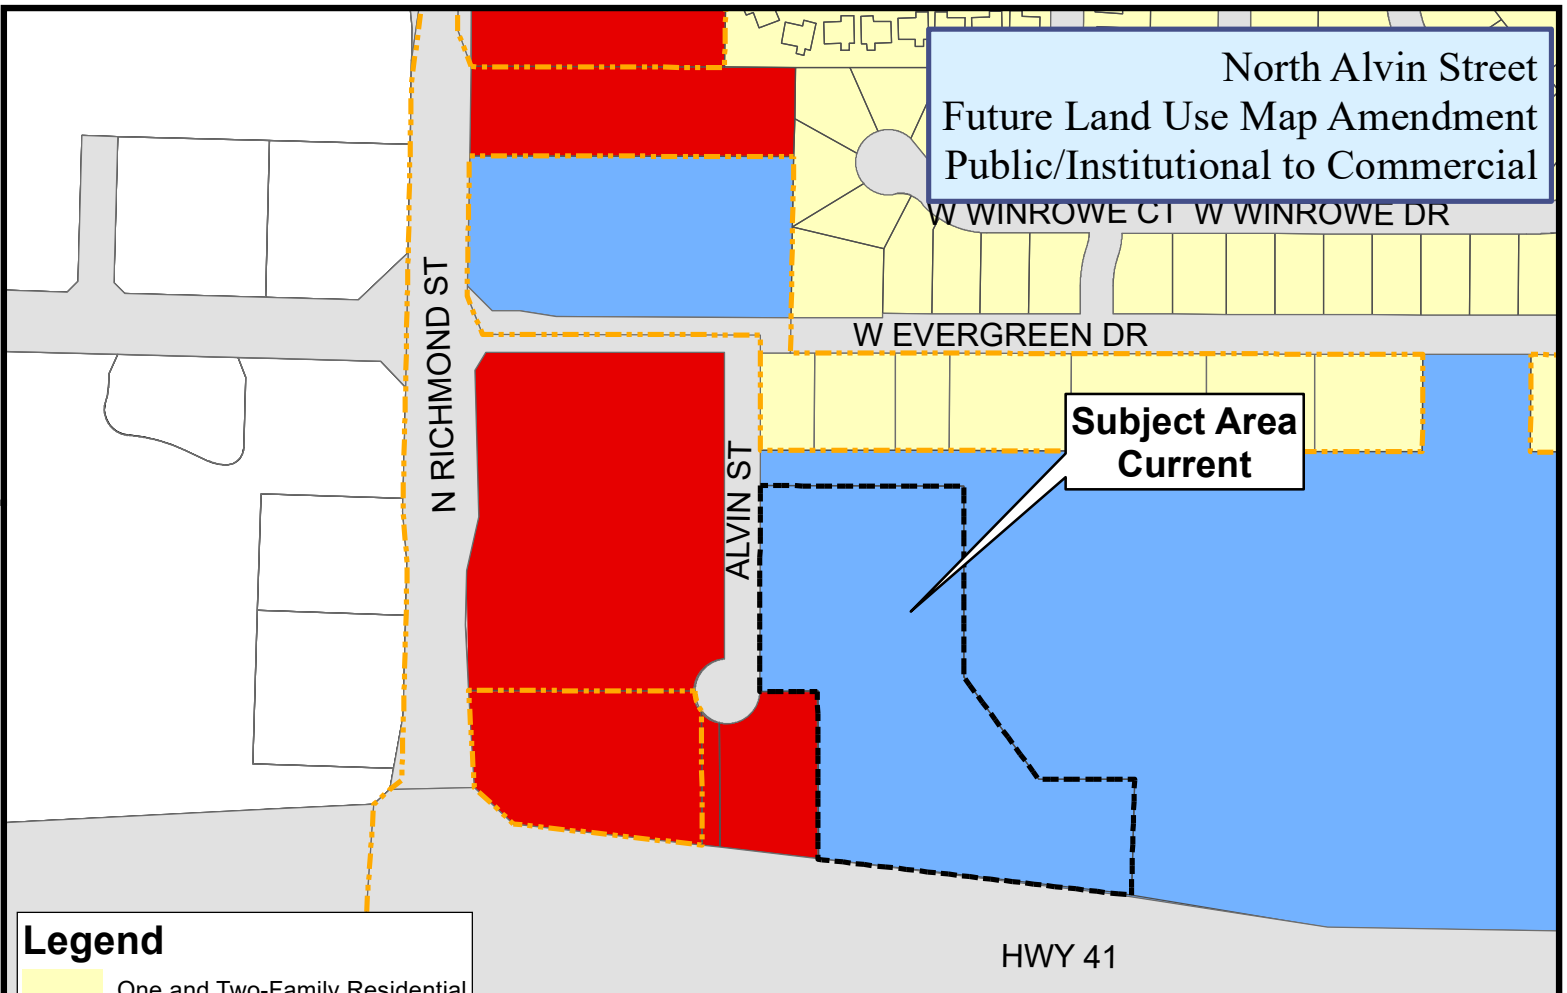 North Alvin Street
Future Land Use Map Amendment
Public/Institutional to Commercial
W WINROWE CT
W WINROWE DR
N RICHMOND ST
W EVERGREEN DR
Subject Area
Current
ALVIN ST
HWY 41
Legend
One and Two-Family Residential